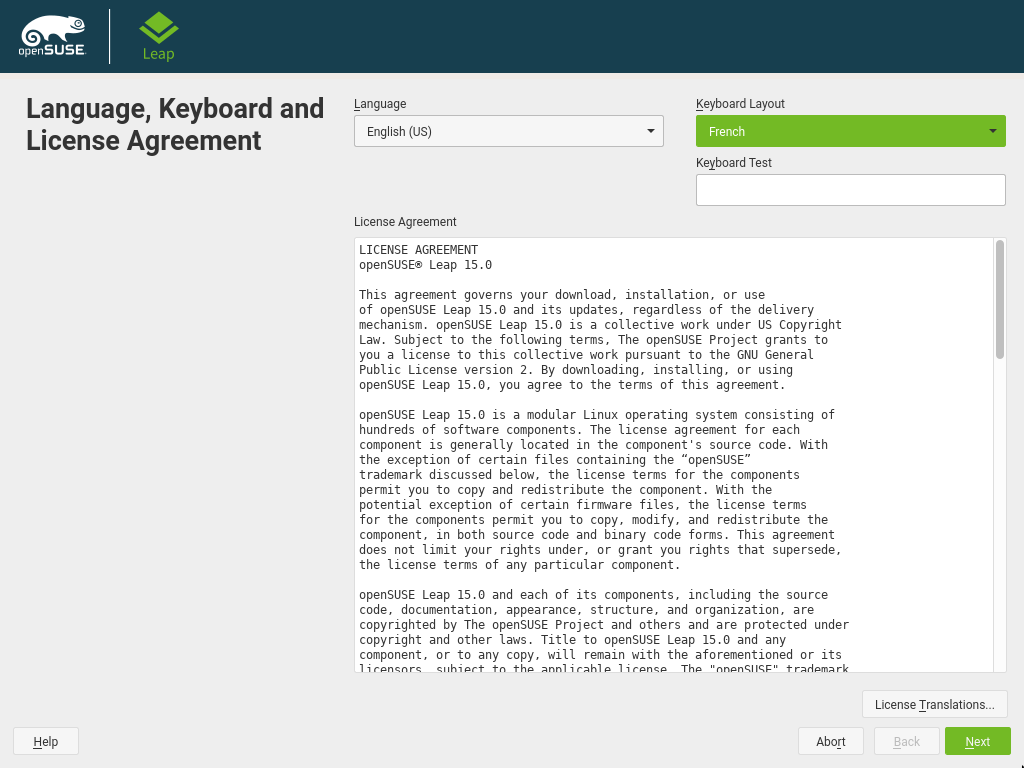 openSUSE
Leap
Language, Keyboard and
License Agreement
Language
English (US)
Keyboard Layout
French
Keyboard Test
License Agreement
LICENSE AGREEMENT
openSUSE® Leap 15.0
This agreement governs your download, installation, or use
of openSUSE Leap 15.0 and its updates, regardless of the delivery
mechanism. openSUSE Leap 15.0 is a collective work under US Copyright
Law. Subject to the following terms, The openSUSE Project grants to
you a license to this collective work pursuant to the GNU General
Public License version 2. By downloading, installing, or using
openSUSE Leap 15.0, you agree to the terms of this agreement.
openSUSE Leap 15.0 is a modular Linux operating system consisting of
hundreds of software components. The license agreement for each
component is generally located in the component's source code. With
the exception of certain files containing the “openSUSE”
trademark discussed below, the license terms for the components
permit you to copy and redistribute the component. With the
potential exception of certain firmware files, the license terms
for the components permit you to copy, modify, and redistribute the
component, in both source code and binary code forms. This agreement
does not limit your rights under, or grant you rights that supersede,
the license terms of any particular component.
openSUSE Leap 15.0 and each of its components, including the source
code, documentation, appearance, structure, and organization, are
copyrighted by The openSUSE Project and others and are protected under
copyright and other laws. Title to openSUSE Leap 15.0 and any
component, or to any copy, will remain with the aforementioned or its
licensors, subject to the applicable license. The "openSUSE" trademark
License Translations...
Help
Abort
Back
Next